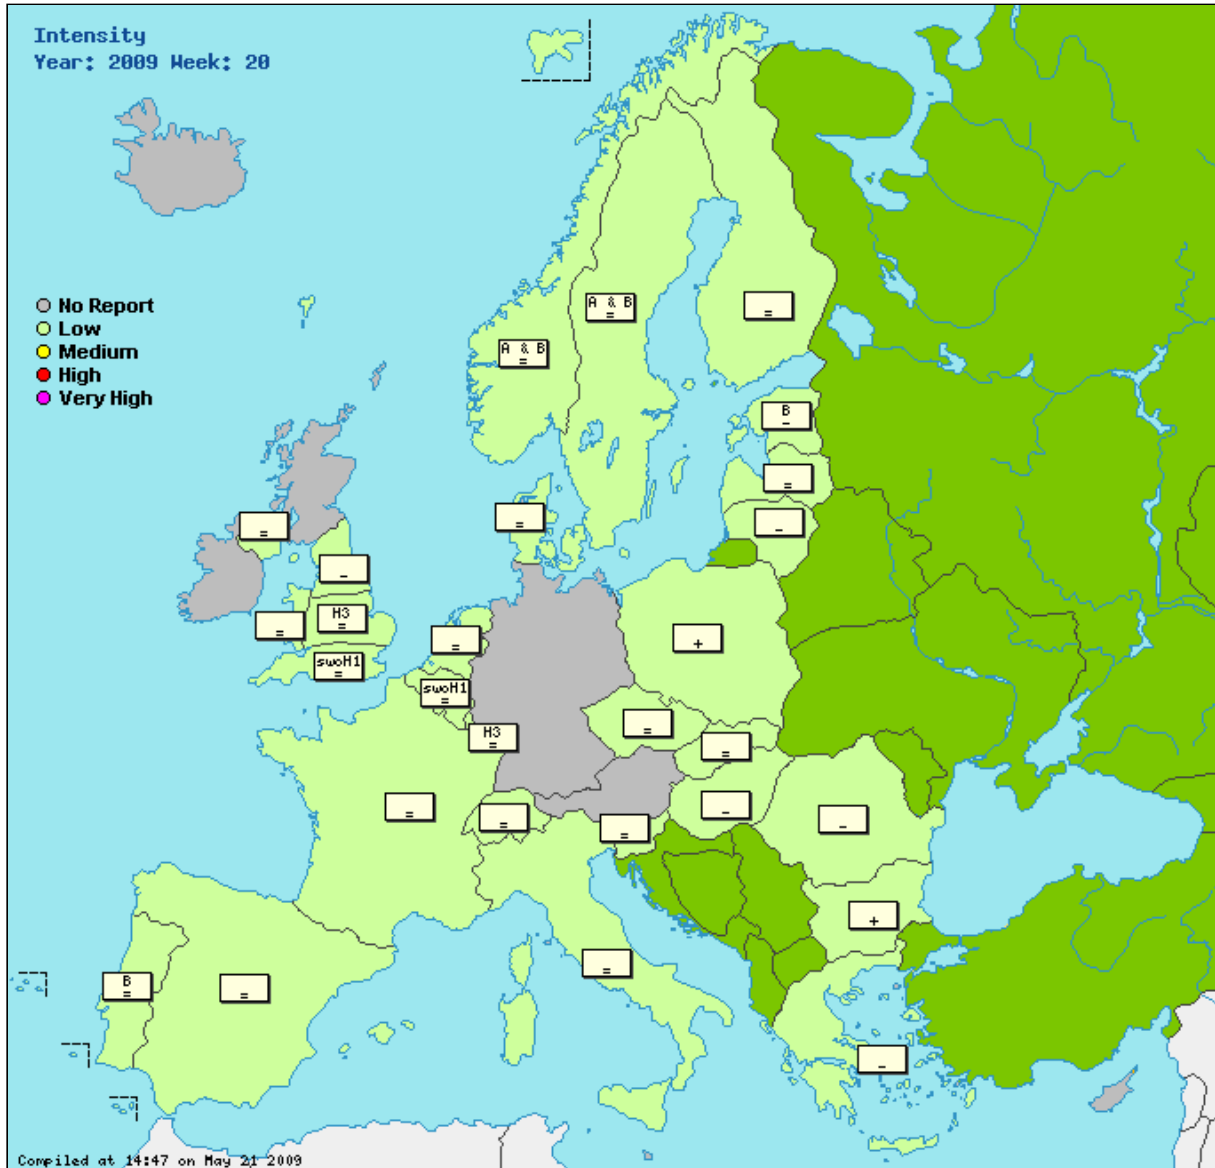 Intensity
Year: 2009 Week: 20
No Report
Low
Medium
High
Very High
A & B
=
=
A & B
=
B
-
=
=
-
=
-
H3
=
=
=
+
swoH1
=
swoH1
=
=
H3
=
=
=
-
=
=
-
+
=
B
=
=
-
Compiled at 14:47 on May 21 2009